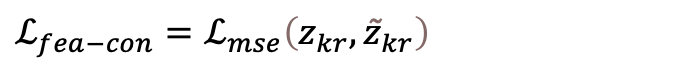 ℒ_{fea−con} = ℒ_{mse}(z_{kr}, z̃_{kr})